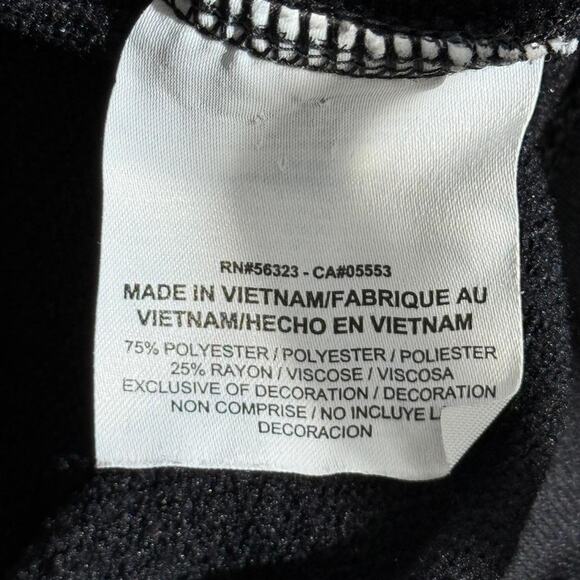 RN#56323 - CA#05553
MADE IN VIETNAM/FABRIQUE AU
VIETNAM/HECHO EN VIETNAM
75% POLYESTER / POLYESTER / POLIESTER
25% RAYON / VISCOSE / VISCOSA
EXCLUSIVE OF DECORATION / DECORATION
NON COMPRISE / NO INCLUYE
DECORACION